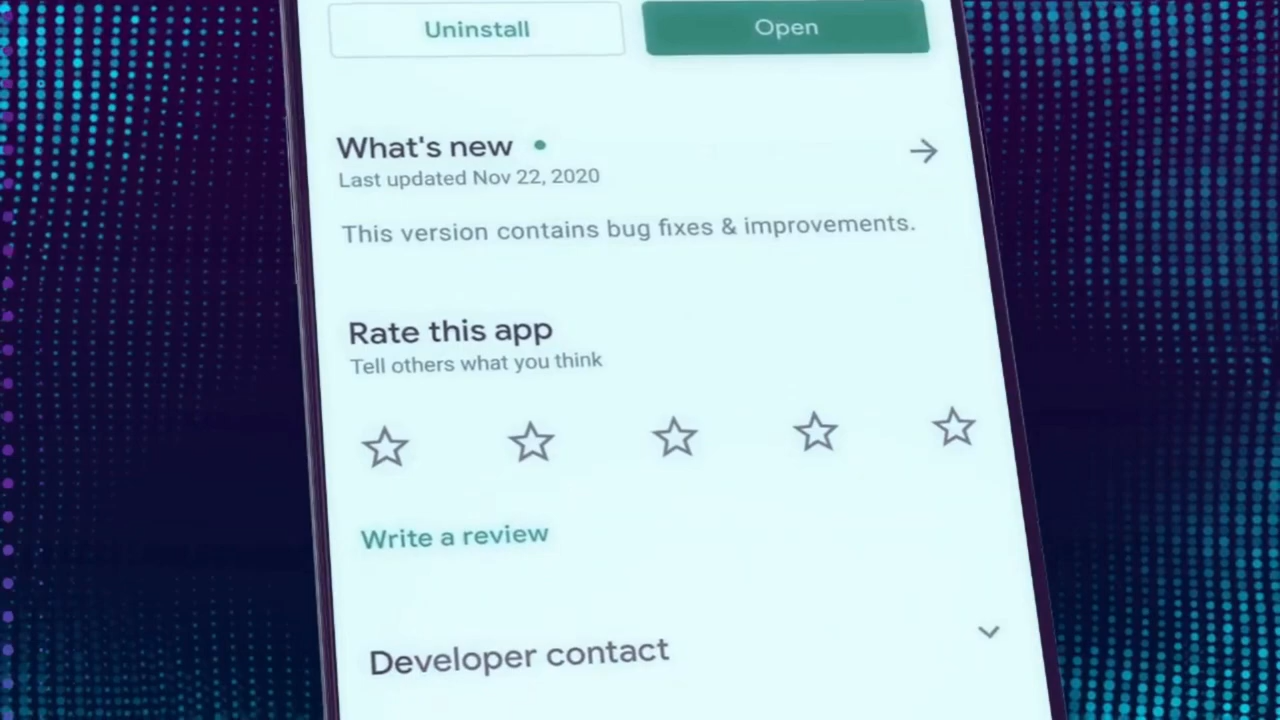 Uninstall
Open
What's new
Last updated Nov 22, 2020
This version contains bug fixes & improvements.
Rate this app
Tell others what you think
Write a review
Developer contact